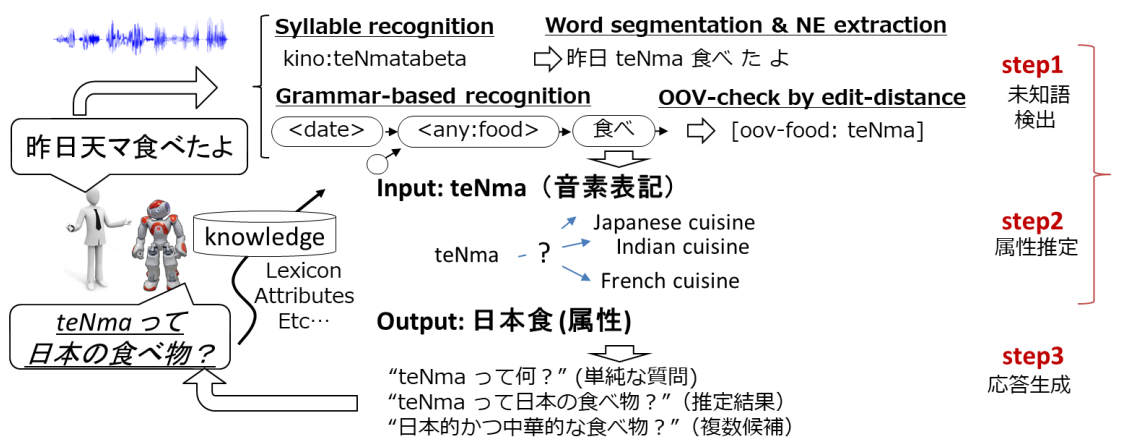 Syllable recognition
Word segmentation & NE extraction
kino:teNmatabeta
昨日 teNma 食べ た よ
step1
未知語
検出
Grammar-based recognition
OOV-check by edit-distance
<date>
<any:food>
食べ
[oov-food: teNma]
昨日天マ食べたよ
Input: teNma（音素表記）
knowledge
Lexicon
Attributes
Etc…
teNma
?
Japanese cuisine
Indian cuisine
French cuisine
step2
属性推定
Output: 日本食(属性)
teNma って
日本の食べ物？
step3
応答生成
“teNma って何？” (単純な質問)
“teNma って日本の食べ物？”（推定結果）
“日本的かつ中華的な食べ物？”（複数候補）